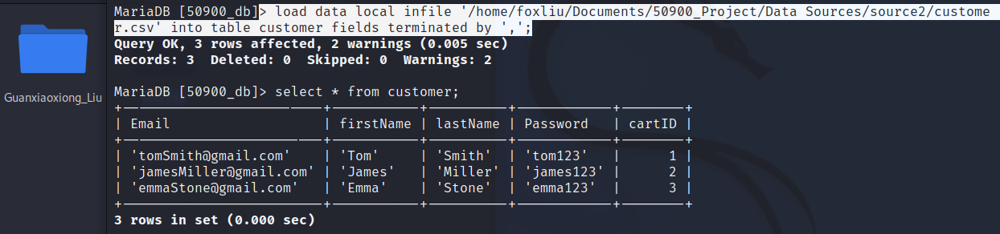 MariaDB [50900_db]> load data local infile '/home/foxliu/Documents/50900_Project/Data Sources/source2/custome
r.csv' into table customer fields terminated by ',';
Query OK, 3 rows affected, 2 warnings (0.005 sec)
Records: 3  Deleted: 0  Skipped: 0  Warnings: 2
Guanxiaoxiong_Liu
MariaDB [50900_db]> select * from customer;
+-------------------------+-----------+----------+------------+--------+
| Email                   | firstName | lastName | Password   | cartID |
+-------------------------+-----------+----------+------------+--------+
| 'tomSmith@gmail.com'    | 'Tom'     | 'Smith'  | 'tom123'   |      1 |
| 'jamesMiller@gmail.com' | 'James'   | 'Miller' | 'james123' |      2 |
| 'emmaStone@gmail.com'   | 'Emma'    | 'Stone'  | 'emma123'  |      3 |
+-------------------------+-----------+----------+------------+--------+
3 rows in set (0.000 sec)